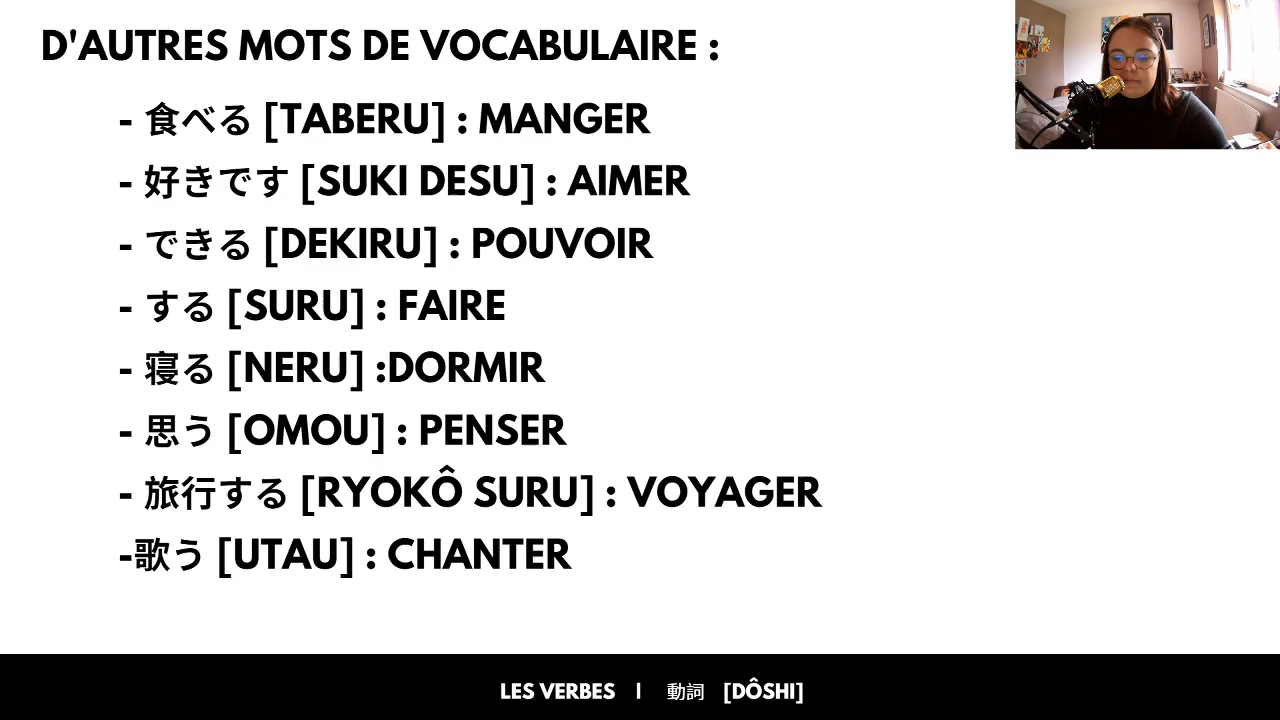 D'AUTRES MOTS DE VOCABULAIRE :
- 食べる [TABERU] : MANGER
- 好きです [SUKI DESU] : AIMER
- できる [DEKIRU] : POUVOIR
- する [SURU] : FAIRE
- 寝る [NERU] :DORMIR
- 思う [OMOU] : PENSER
- 旅行する [RYOKÔ SURU] : VOYAGER
-歌う [UTAU] : CHANTER
LES VERBES | 動詞 [DÔSHI]